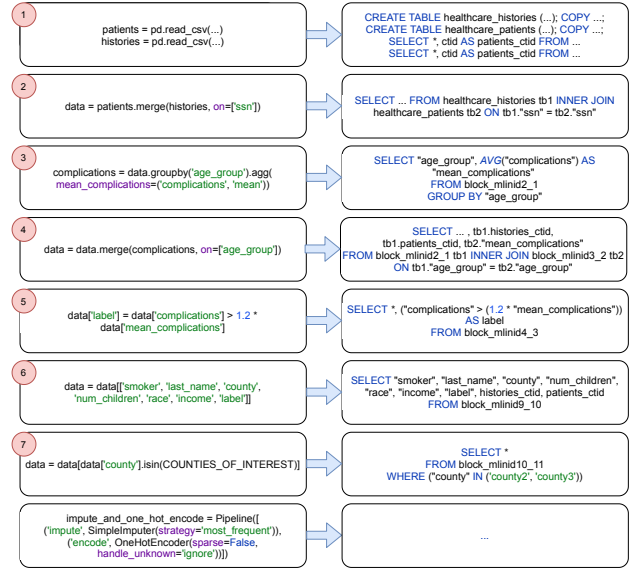 1
patients = pd.read_csv(...)
histories = pd.read_csv(...)
CREATE TABLE healthcare_histories (...); COPY ...;
CREATE TABLE healthcare_patients (...); COPY ...;
SELECT *, ctid AS patients_ctid FROM ...
SELECT *, ctid AS patients_ctid FROM ...
2
data = patients.merge(histories, on=['ssn'])
SELECT ... FROM healthcare_histories tb1 INNER JOIN
healthcare_patients tb2 ON tb1."ssn" = tb2."ssn"
3
complications = data.groupby('age_group').agg(
mean_complications=('complications', 'mean'))
SELECT "age_group", AVG("complications") AS
"mean_complications"
FROM block_mlinid2_1
GROUP BY "age_group"
4
data = data.merge(complications, on=['age_group'])
SELECT ... , tb1.histories_ctid,
tb1.patients_ctid, tb2."mean_complications"
FROM block_mlinid2_1 tb1 INNER JOIN block_mlinid3_2 tb2
ON tb1."age_group" = tb2."age_group"
5
data['label'] = data['complications'] > 1.2 *
data['mean_complications']
SELECT *, ("complications" > (1.2 * "mean_complications"))
AS label
FROM block_mlinid4_3
6
data = data[['smoker', 'last_name', 'county',
'num_children', 'race', 'income', 'label']]
SELECT "smoker", "last_name", "county", "num_children",
"race", "income", "label", histories_ctid, patients_ctid
FROM block_mlinid9_10
7
data = data[data['county'].isin(COUNTIES_OF_INTEREST)]
SELECT *
FROM block_mlinid10_11
WHERE ("county" IN ('county2', 'county3'))
impute_and_one_hot_encode = Pipeline([
('impute', SimpleImputer(strategy='most_frequent')),
('encode', OneHotEncoder(sparse=False,
handle_unknown='ignore'))])
...